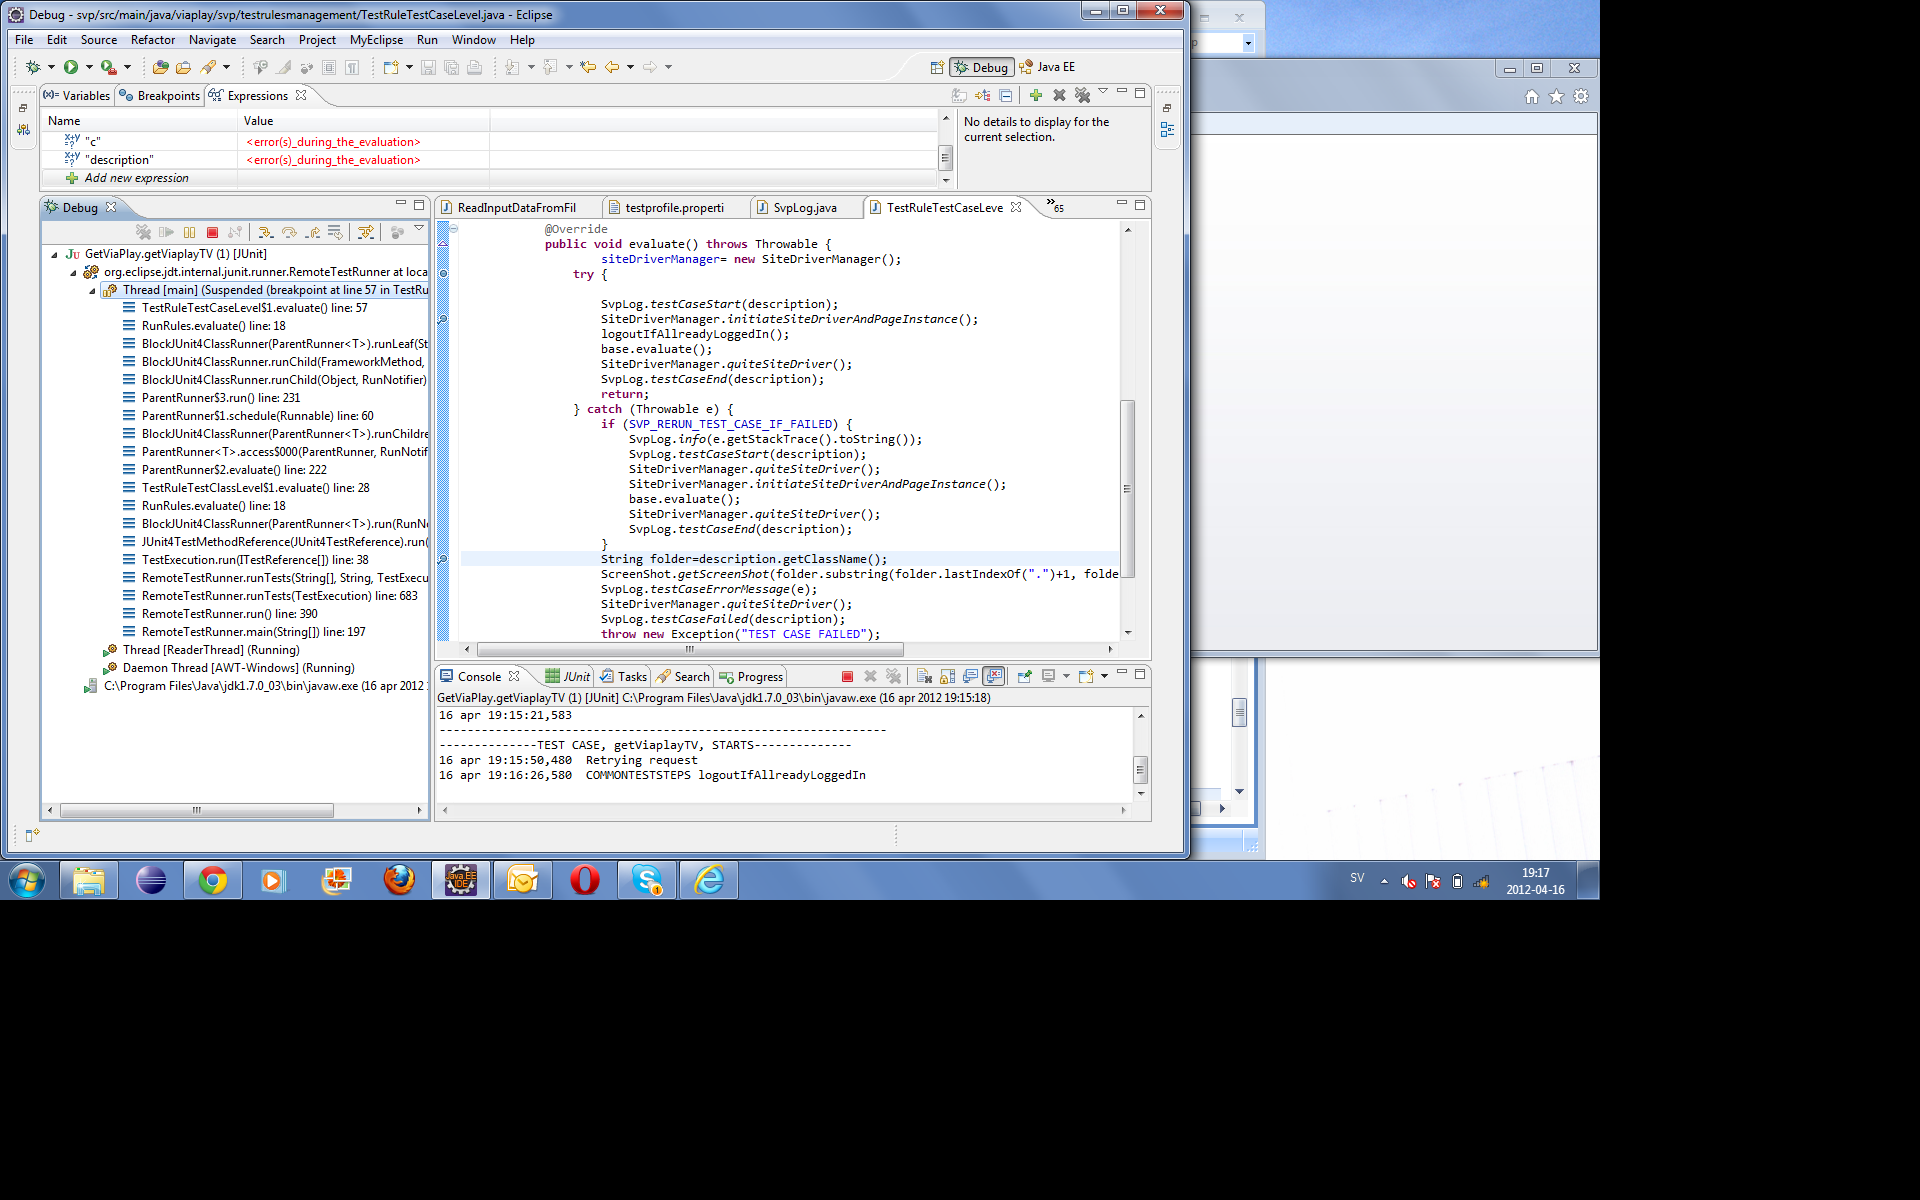 Debug - svp/src/main/java/viaplay/svp/testrulesmanagement/TestRuleTestCaseLevel.java - Eclipse
File Edit Source Refactor Navigate Search Project MyEclipse Run Window Help
Debug Java EE
Variables Breakpoints Expressions
Name Value
"c" <error(s)_during_the_evaluation>
"description" <error(s)_during_the_evaluation>
Add new expression
No details to display for the
current selection.
Debug
GetViaPlay.getViaplayTV (1) [JUnit]
org.eclipse.jdt.internal.junit.runner.RemoteTestRunner at loca
Thread [main] (Suspended (breakpoint at line 57 in TestRu
TestRuleTestCaseLevel$1.evaluate() line: 57
RunRules.evaluate() line: 18
BlockJUnit4ClassRunner(ParentRunner<T>).runLeaf(St
BlockJUnit4ClassRunner.runChild(FrameworkMethod,
BlockJUnit4ClassRunner.runChild(Object, RunNotifier)
ParentRunner$3.run() line: 231
ParentRunner$1.schedule(Runnable) line: 60
BlockJUnit4ClassRunner(ParentRunner<T>).runChildre
ParentRunner<T>.access$000(ParentRunner, RunNotif
ParentRunner$2.evaluate() line: 222
TestRuleTestClassLevel$1.evaluate() line: 28
RunRules.evaluate() line: 18
BlockJUnit4ClassRunner(ParentRunner<T>).run(RunNo
JUnit4TestMethodReference(JUnit4TestReference).run(
TestExecution.run(ITestReference[]) line: 38
RemoteTestRunner.runTests(String[], String, TestExecu
RemoteTestRunner.runTests(TestExecution) line: 683
RemoteTestRunner.run() line: 390
RemoteTestRunner.main(String[]) line: 197
Thread [ReaderThread] (Running)
Daemon Thread [AWT-Windows] (Running)
C:\Program Files\Java\jdk1.7.0_03\bin\javaw.exe (16 apr 2012
ReadInputDataFromFil testprofile.properti SvpLog.java TestRuleTestCaseLeve »65
@Override
public void evaluate() throws Throwable {
siteDriverManager= new SiteDriverManager();
try {
SvpLog.testCaseStart(description);
SiteDriverManager.initiateSiteDriverAndPageInstance();
logoutIfAllreadyLoggedIn();
base.evaluate();
SiteDriverManager.quiteSiteDriver();
SvpLog.testCaseEnd(description);
return;
} catch (Throwable e) {
if (SVP_RERUN_TEST_CASE_IF_FAILED) {
SvpLog.info(e.getStackTrace().toString());
SvpLog.testCaseStart(description);
SiteDriverManager.quiteSiteDriver();
SiteDriverManager.initiateSiteDriverAndPageInstance();
base.evaluate();
SiteDriverManager.quiteSiteDriver();
SvpLog.testCaseEnd(description);
}
String folder=description.getClassName();
ScreenShot.getScreenShot(folder.substring(folder.lastIndexOf(".")+1, folde
SvpLog.testCaseErrorMessage(e);
SiteDriverManager.quiteSiteDriver();
SvpLog.testCaseFailed(description);
throw new Exception("TEST CASE FAILED");
Console JUnit Tasks Search Progress
GetViaPlay.getViaplayTV (1) [JUnit] C:\Program Files\Java\jdk1.7.0_03\bin\javaw.exe (16 apr 2012 19:15:18)
16 apr 19:15:21,583
----------------------------------------------------------------
--------------TEST CASE, getViaplayTV, STARTS--------------
16 apr 19:15:50,480 Retrying request
16 apr 19:16:26,580 COMMONTESTSTEPS logoutIfAllreadyLoggedIn
Java EE
IDE
SV
19:17
2012-04-16